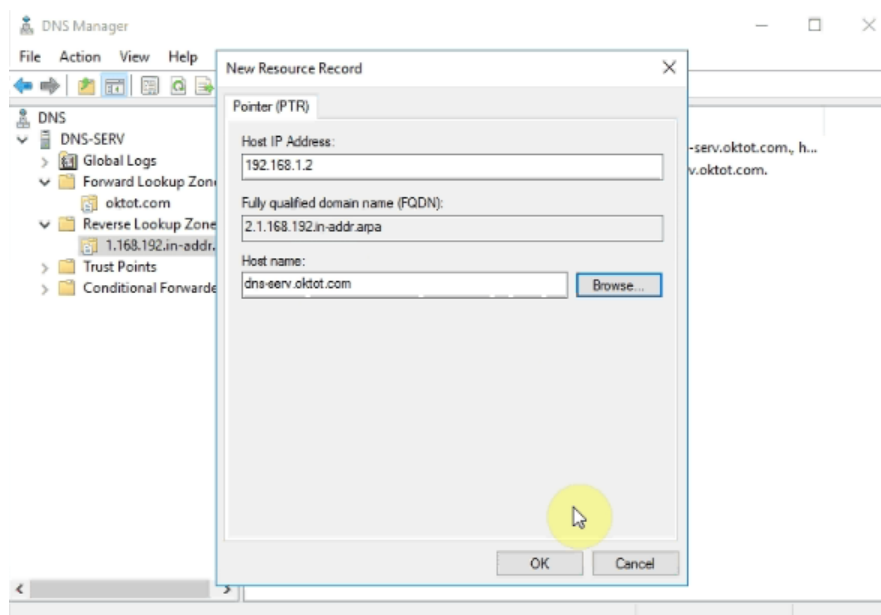 DNS Manager
File Action View Help
DNS
DNS-SERV
Global Logs
Forward Lookup Zon
oktot.com
Reverse Lookup Zone
1.168.192.in-addr.
Trust Points
Conditional Forwarde
New Resource Record
Pointer (PTR)
Host IP Address:
192.168.1.2
Fully qualified domain name (FQDN):
2.1.168.192.in-addr.arpa
Host name:
dns-serv.oktot.com
Browse...
OK
Cancel
-serv.oktot.com., h...
v.oktot.com.